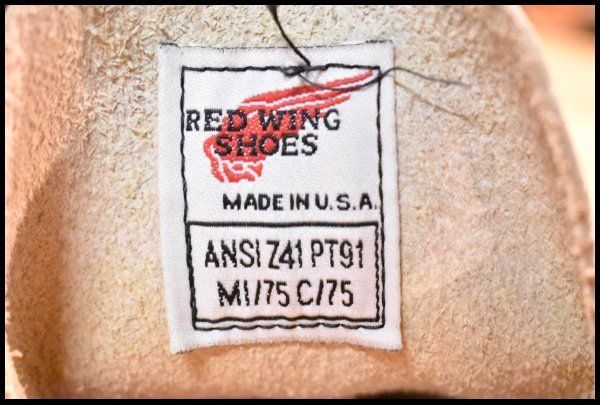 RED WING
SHOES
MADE IN U.S.A.
ANSI Z41 PT91
MI/75 C/75